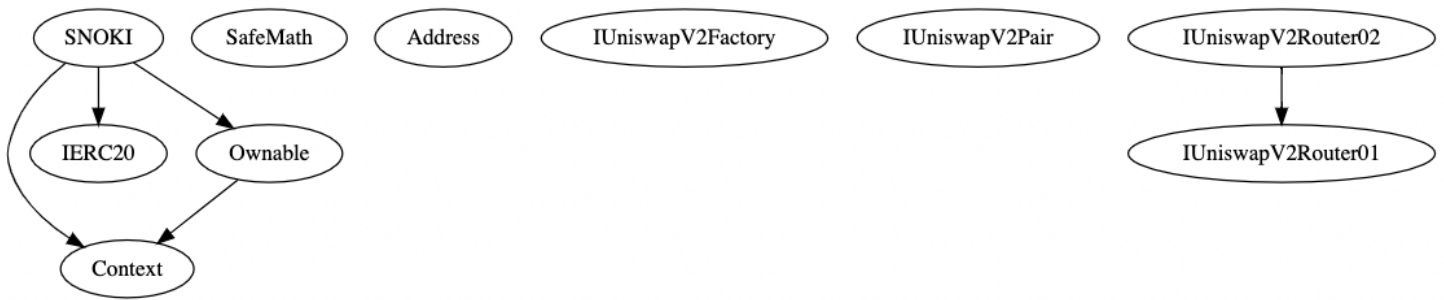 SNOKI
SafeMath
Address
IUniswapV2Factory
IUniswapV2Pair
IUniswapV2Router02
IERC20
Ownable
IUniswapV2Router01
Context